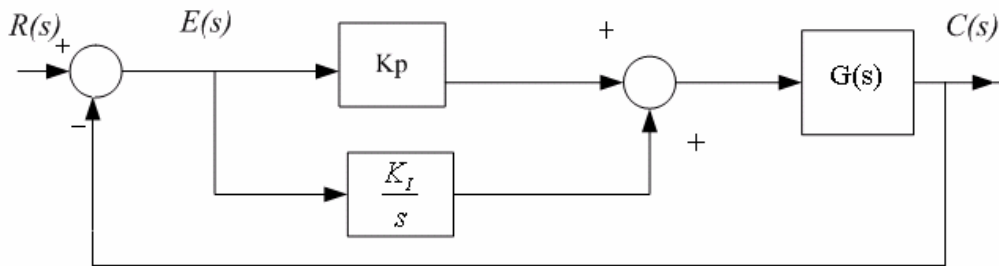 R(s)
+
E(s)
Kp
+
G(s)
C(s)
−
+
K_I
s